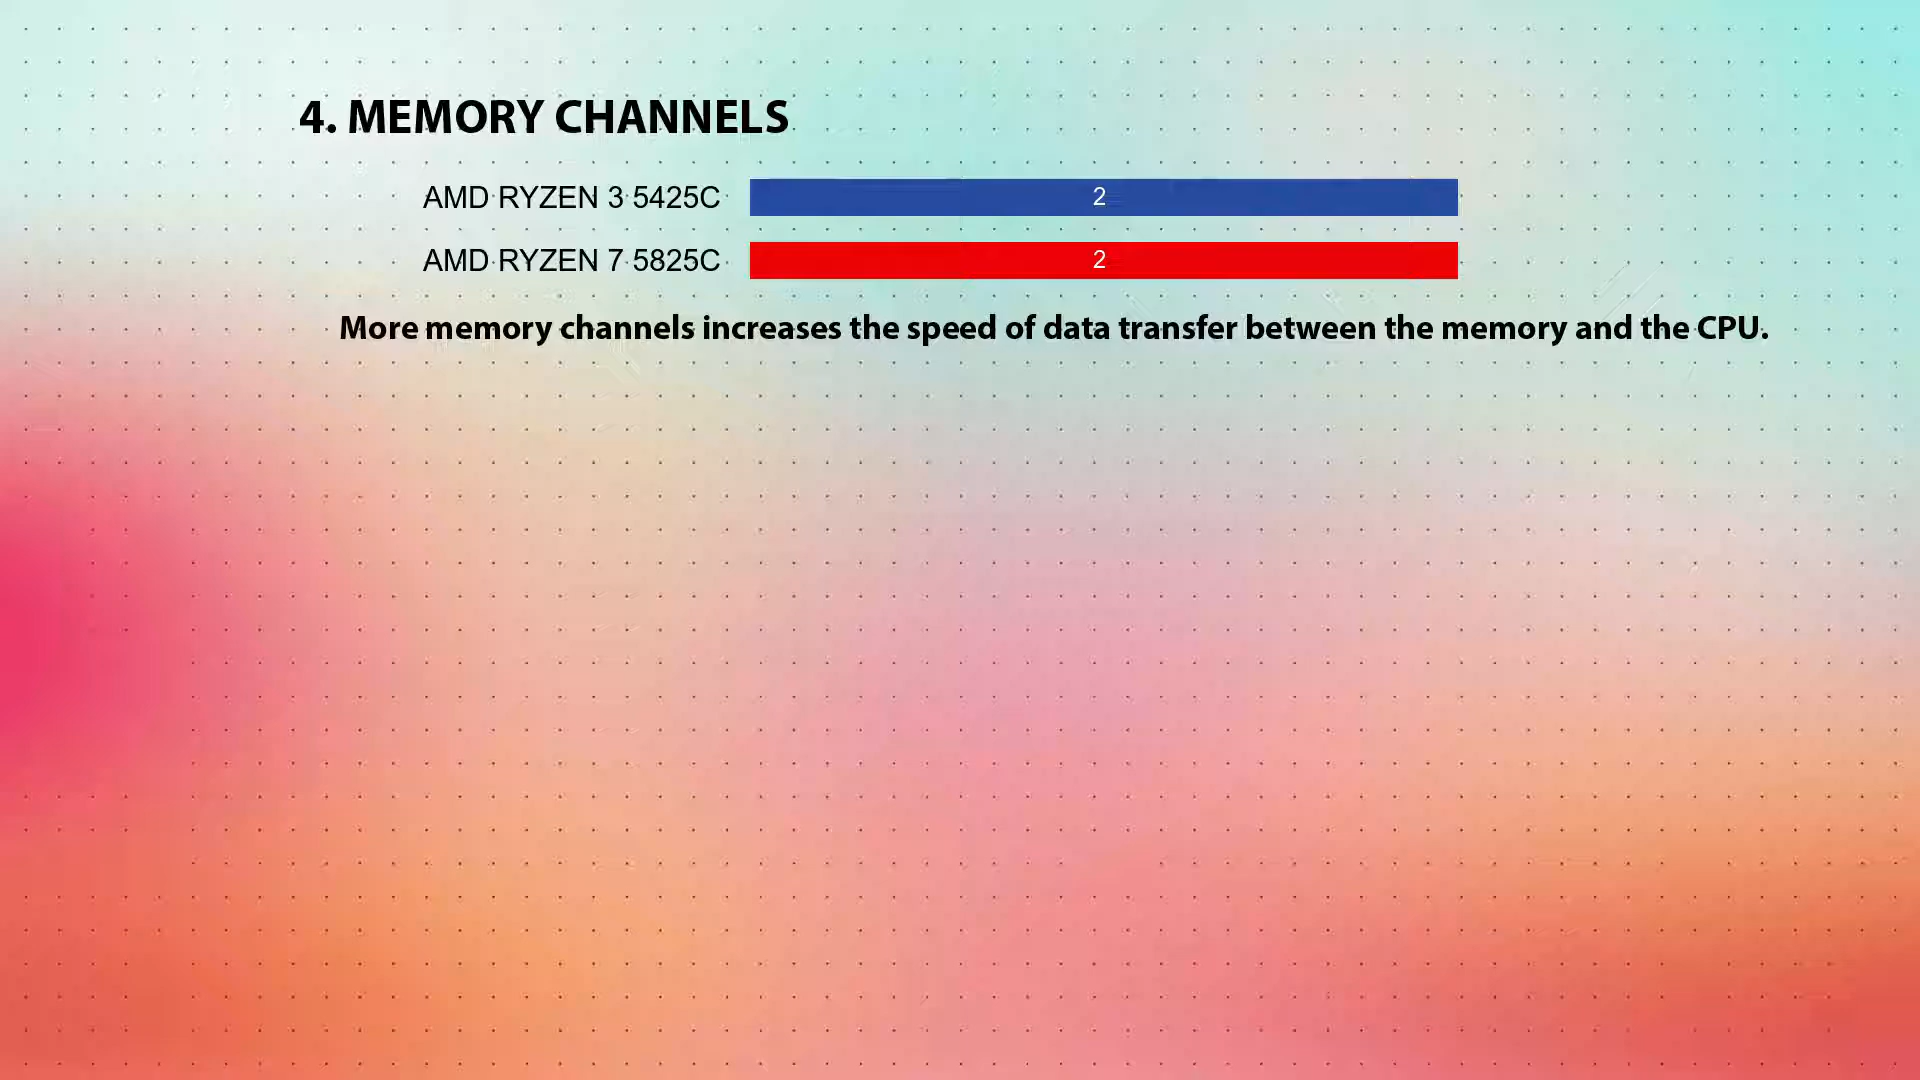 4. MEMORY CHANNELS
AMD RYZEN 3 5425C 2
AMD RYZEN 7 5825C 2
More memory channels increases the speed of data transfer between the memory and the CPU.